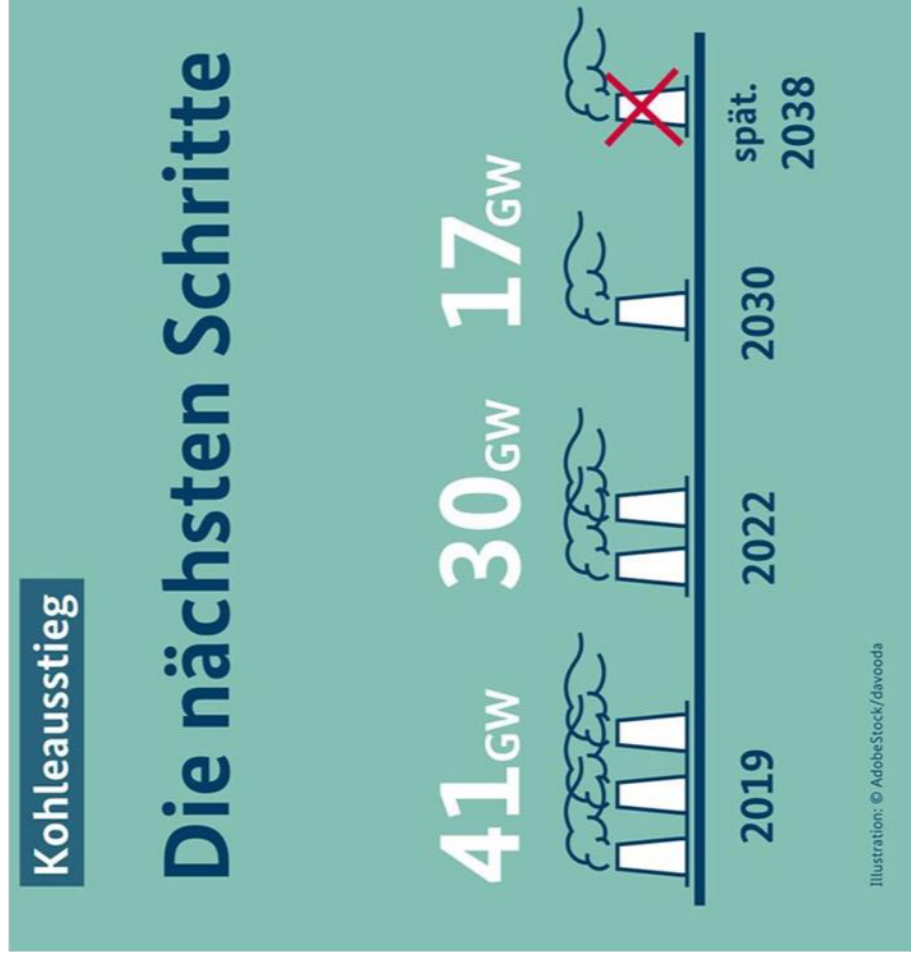 Kohleausstieg
Die nächsten Schritte
41GW 30GW 17GW
2019 2022 2030 spät. 2038
Illustration: © AdobeStock/davooda